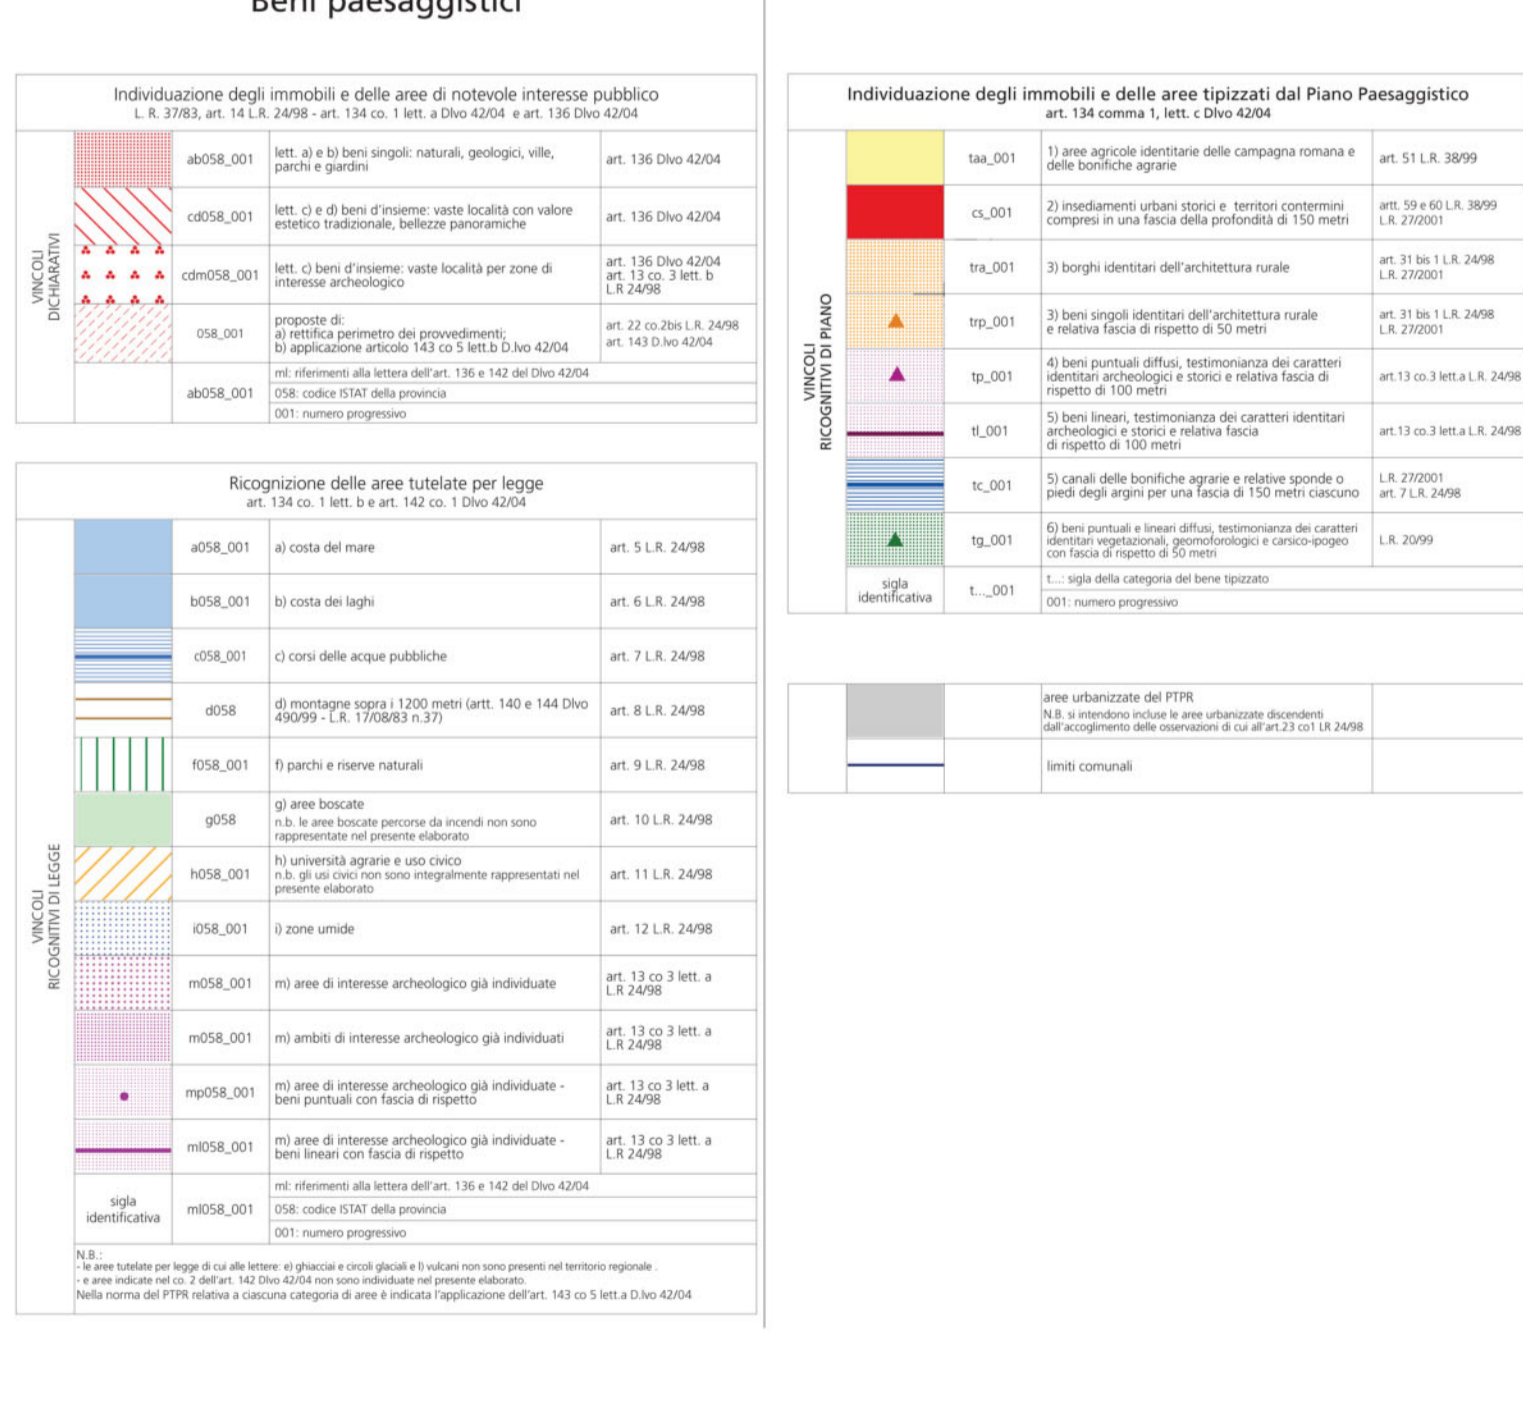 Beni paesaggistici
Individuazione degli immobili e delle aree di notevole interesse pubblico
L. R. 37/83, art. 14 L.R. 24/98 - art. 134 co. 1 lett. a Dlvo 42/04 e art. 136 Dlvo 42/04
VINCOLI
DICHIARATIVI
ab058_001
lett. a) e b) beni singoli: naturali, geologici, ville,
parchi e giardini
art. 136 Dlvo 42/04
cd058_001
lett. c) e d) beni d'insieme: vaste località con valore
estetico tradizionale, bellezze panoramiche
art. 136 Dlvo 42/04
cdm058_001
lett. c) beni d'insieme: vaste località per zone di
interesse archeologico
art. 136 Dlvo 42/04
art. 13 co. 3 lett. b
L.R 24/98
058_001
proposte di:
a) rettifica perimetro dei provvedimenti;
b) applicazione articolo 143 co 5 lett.b D.lvo 42/04
art. 22 co.2bis L.R. 24/98
art. 143 D.lvo 42/04
ab058_001
ml: riferimenti alla lettera dell'art. 136 e 142 del Dlvo 42/04
058: codice ISTAT della provincia
001: numero progressivo
Ricognizione delle aree tutelate per legge
art. 134 co. 1 lett. b e art. 142 co. 1 Dlvo 42/04
VINCOLI
RICOGNITIVI DI LEGGE
a058_001
a) costa del mare
art. 5 L.R. 24/98
b058_001
b) costa dei laghi
art. 6 L.R. 24/98
c058_001
c) corsi delle acque pubbliche
art. 7 L.R. 24/98
d058
d) montagne sopra i 1200 metri (artt. 140 e 144 Dlvo
490/99 - L.R. 17/08/83 n.37)
art. 8 L.R. 24/98
f058_001
f) parchi e riserve naturali
art. 9 L.R. 24/98
g058
g) aree boscate
n.b. le aree boscate percorse da incendi non sono
rappresentate nel presente elaborato
art. 10 L.R. 24/98
h058_001
h) università agrarie e uso civico
n.b. gli usi civici non sono integralmente rappresentati nel
presente elaborato
art. 11 L.R. 24/98
i058_001
i) zone umide
art. 12 L.R. 24/98
m058_001
m) aree di interesse archeologico già individuate
art. 13 co 3 lett. a
L.R 24/98
m058_001
m) ambiti di interesse archeologico già individuati
art. 13 co 3 lett. a
L.R 24/98
mp058_001
m) aree di interesse archeologico già individuate -
beni puntuali con fascia di rispetto
art. 13 co 3 lett. a
L.R 24/98
ml058_001
m) aree di interesse archeologico già individuate -
beni lineari con fascia di rispetto
art. 13 co 3 lett. a
L.R 24/98
sigla
identificativa
ml058_001
ml: riferimenti alla lettera dell'art. 136 e 142 del Dlvo 42/04
058: codice ISTAT della provincia
001: numero progressivo
N.B.:
- le aree tutelate per legge di cui alle lettere: e) ghiacciai e circoli glaciali e l) vulcani non sono presenti nel territorio regionale .
- e aree indicate nel co. 2 dell'art. 142 Dlvo 42/04 non sono individuate nel presente elaborato.
Nella norma del PTPR relativa a ciascuna categoria di aree è indicata l'applicazione dell'art. 143 co 5 lett.a D.lvo 42/04
Individuazione degli immobili e delle aree tipizzati dal Piano Paesaggistico
art. 134 comma 1, lett. c Dlvo 42/04
VINCOLI
RICOGNITIVI DI PIANO
taa_001
1) aree agricole identitarie delle campagna romana e
delle bonifiche agrarie
art. 51 L.R. 38/99
cs_001
2) insediamenti urbani storici e territori contermini
compresi in una fascia della profondità di 150 metri
artt. 59 e 60 L.R. 38/99
L.R. 27/2001
tra_001
3) borghi identitari dell'architettura rurale
art. 31 bis 1 L.R. 24/98
L.R. 27/2001
trp_001
3) beni singoli identitari dell'architettura rurale
e relativa fascia di rispetto di 50 metri
art. 31 bis 1 L.R. 24/98
L.R. 27/2001
tp_001
4) beni puntuali diffusi, testimonianza dei caratteri
identitari archeologici e storici e relativa fascia di
rispetto di 100 metri
art.13 co.3 lett.a L.R. 24/98
tl_001
5) beni lineari, testimonianza dei caratteri identitari
archeologici e storici e relativa fascia
di rispetto di 100 metri
art.13 co.3 lett.a L.R. 24/98
tc_001
5) canali delle bonifiche agrarie e relative sponde o
piedi degli argini per una fascia di 150 metri ciascuno
L.R. 27/2001
art. 7 L.R. 24/98
tg_001
6) beni puntuali e lineari diffusi, testimonianza dei caratteri
identitari vegetazionali, geomoforologici e carsico-ipogeo
con fascia di rispetto di 50 metri
L.R. 20/99
sigla
identificativa
t..._001
t...: sigla della categoria del bene tipizzato
001: numero progressivo
aree urbanizzate del PTPR
N.B. si intendono incluse le aree urbanizzate discendenti
dall'accoglimento delle osservazioni di cui all'art.23 co1 LR 24/98
limiti comunali